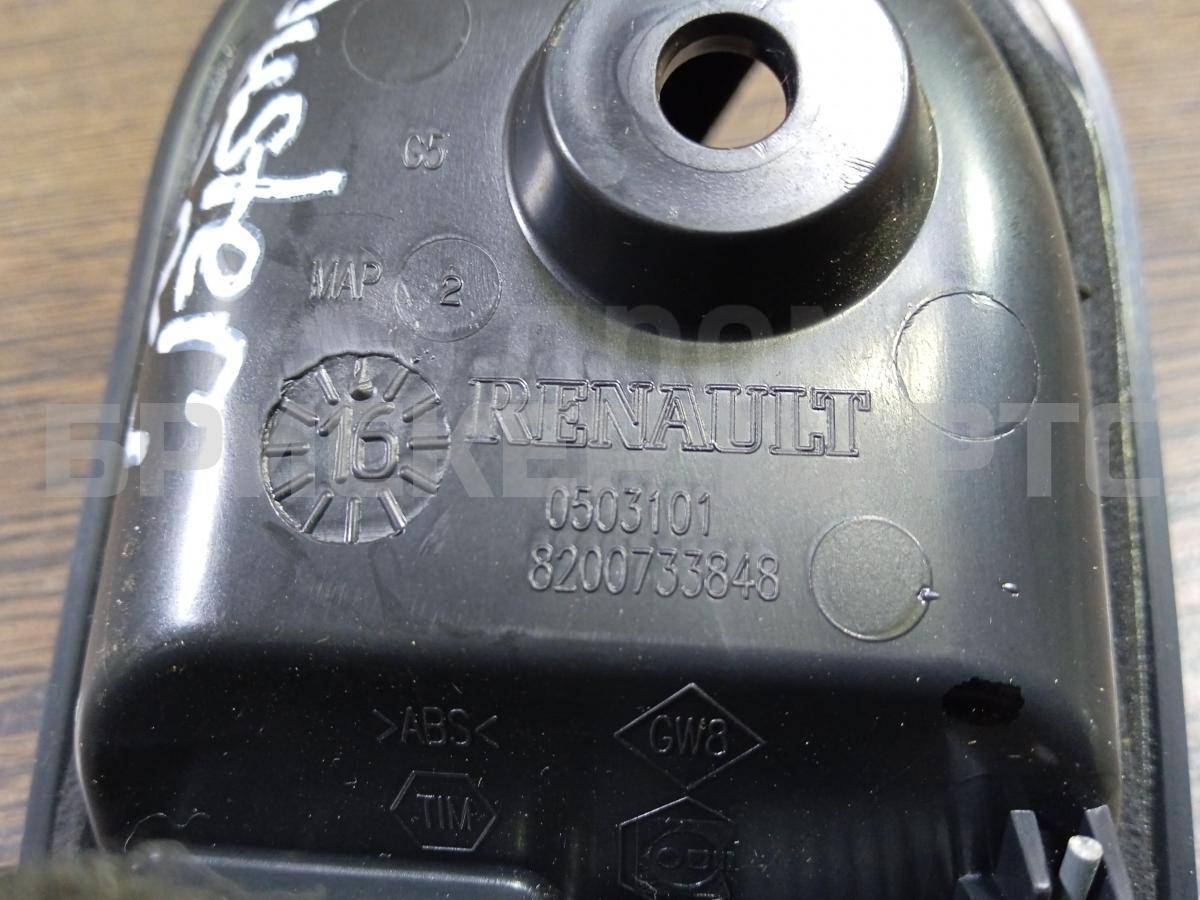 G5
MAP 2
16
RENAULT
0503101
8200733848
>ABS<
GW8
TIM